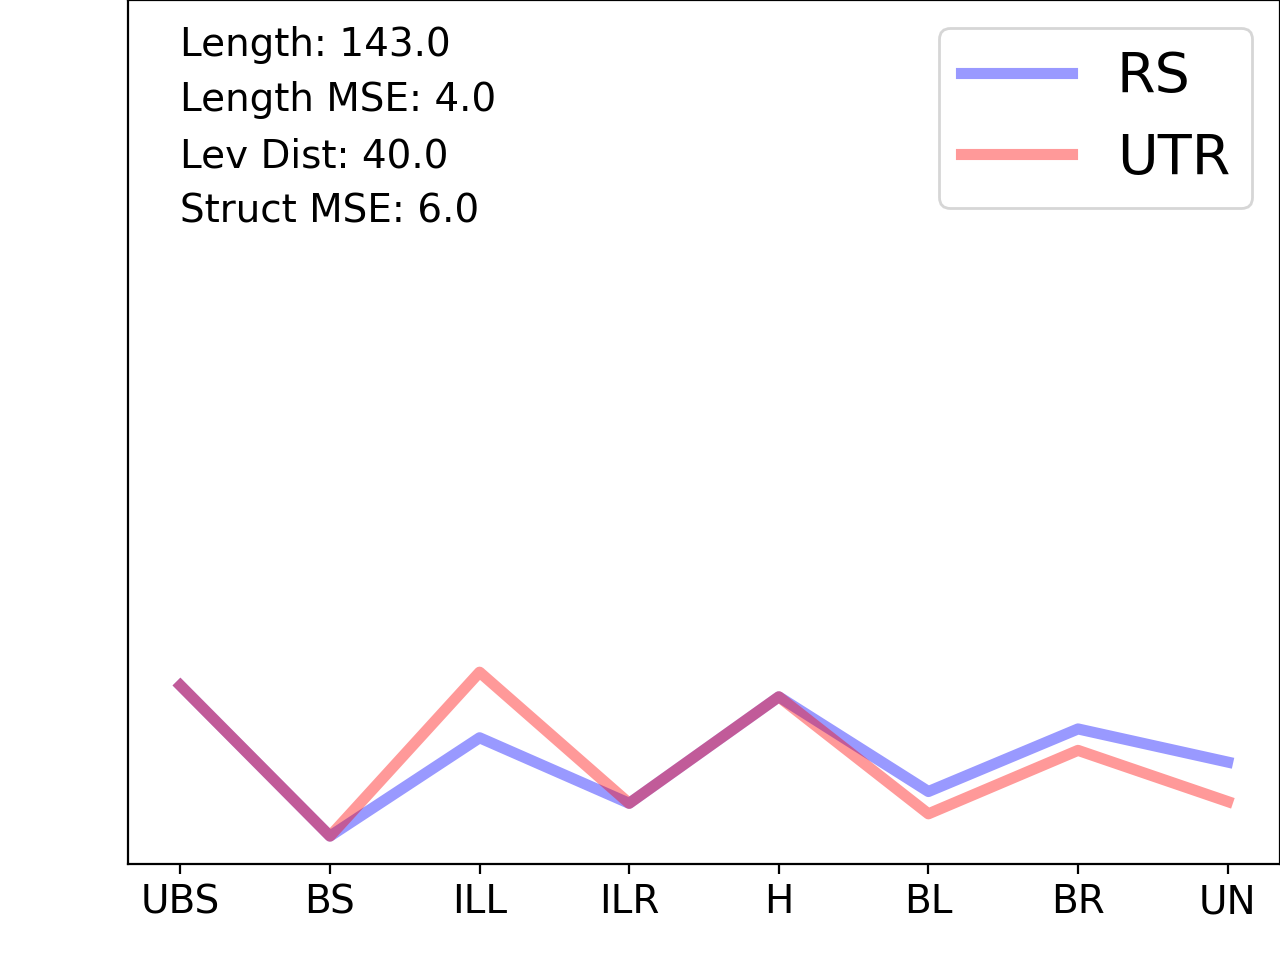 Length: 143.0
Length MSE: 4.0
Lev Dist: 40.0
Struct MSE: 6.0
RS
UTR
UBS BS ILL ILR H BL BR UN